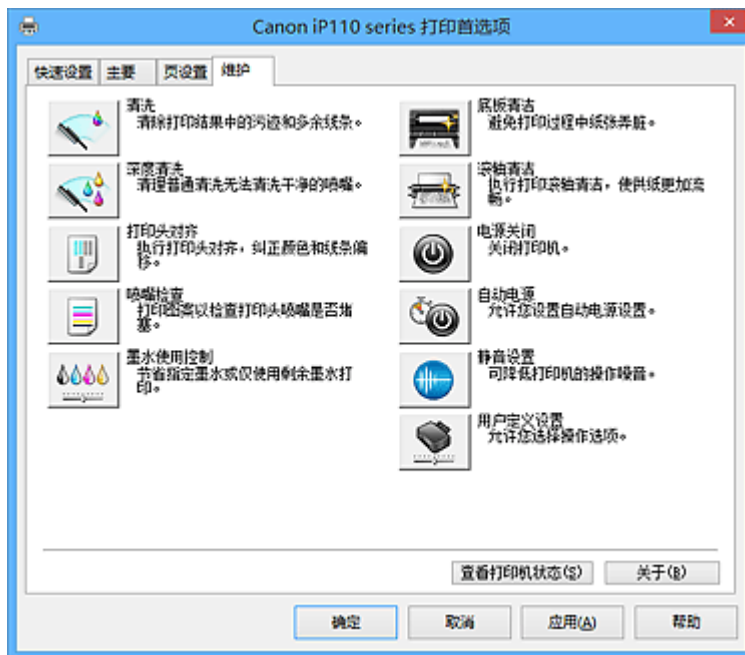 Canon iP110 series 打印首选项
快速设置 主要 页设置 维护
清洗
清除打印结果中的污迹和多余线条。
深度清洗
清理普通清洗无法清洗干净的喷嘴。
打印头对齐
执行打印头对齐，纠正颜色和线条偏
移。
喷嘴检查
打印图案以检查打印头喷嘴是否堵
塞。
墨水使用控制
节省指定墨水或仅使用剩余墨水打
印。
底板清洁
避免打印过程中纸张弄脏。
滚轴清洁
执行打印滚轴清洁，使供纸更加流
畅。
电源关闭
关闭打印机。
自动电源
允许您设置自动电源设置。
静音设置
可降低打印机的操作噪音。
用户定义设置
允许您选择操作选项。
查看打印机状态(S) 关于(B)
确定 取消 应用(A) 帮助